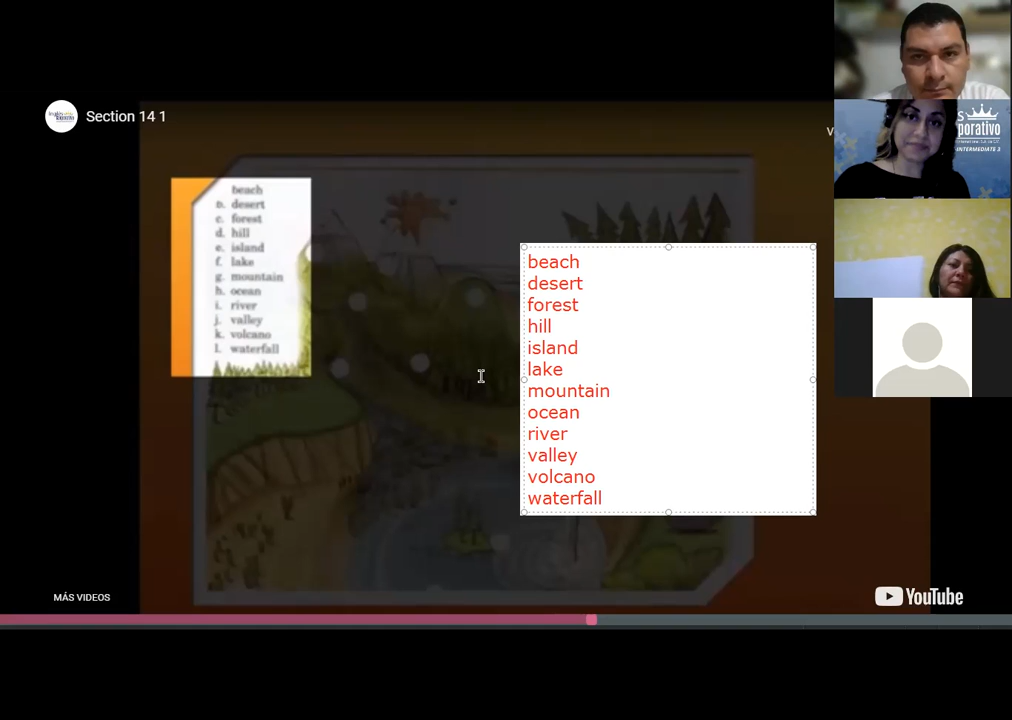 Section 14 1
beach
b. desert
c. forest
d. hill
e. island
f. lake
g. mountain
h. ocean
i. river
j. valley
k. volcano
l. waterfall
beach
desert
forest
hill
island
lake
mountain
ocean
river
valley
volcano
waterfall
S
porativo
INTERMEDIATE 3
MÁS VIDEOS
YouTube